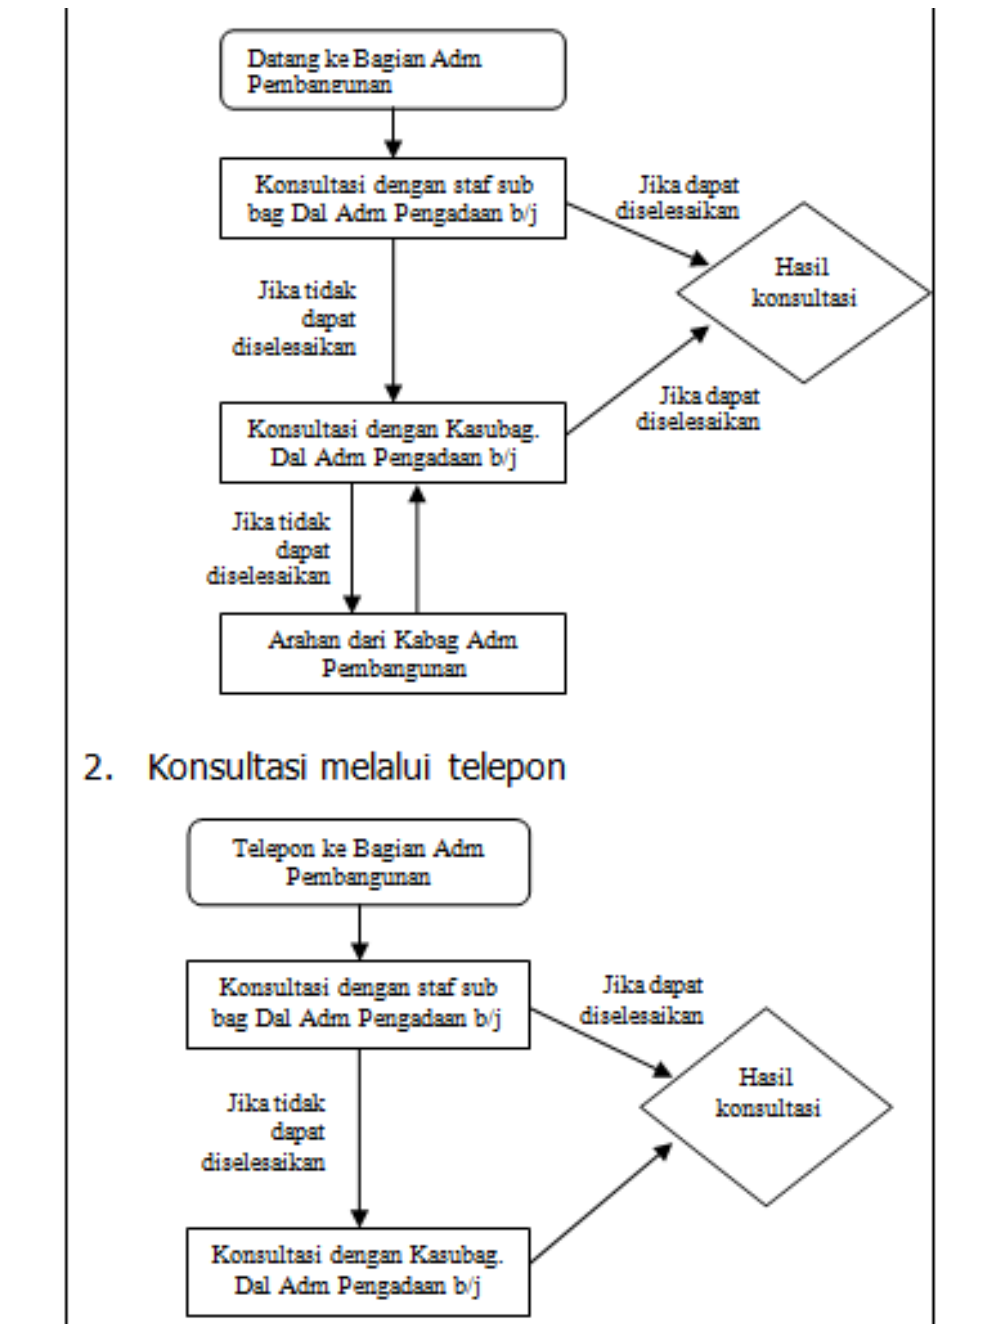 Datang ke Bagian Adm
Pembangunan
Konsultasi dengan staf sub
bag Dal Adm Pengadaan b/j
Jika dapat
diselesaikan
Hasil
konsultasi
Jika tidak
dapat
diselesaikan
Jika dapat
diselesaikan
Konsultasi dengan Kasubag.
Dal Adm Pengadaan b/j
Jika tidak
dapat
diselesaikan
Arahan dari Kabag Adm
Pembangunan
2. Konsultasi melalui telepon
Telepon ke Bagian Adm
Pembangunan
Konsultasi dengan staf sub
bag Dal Adm Pengadaan b/j
Jika dapat
diselesaikan
Hasil
konsultasi
Jika tidak
dapat
diselesaikan
Konsultasi dengan Kasubag.
Dal Adm Pengadaan b/j